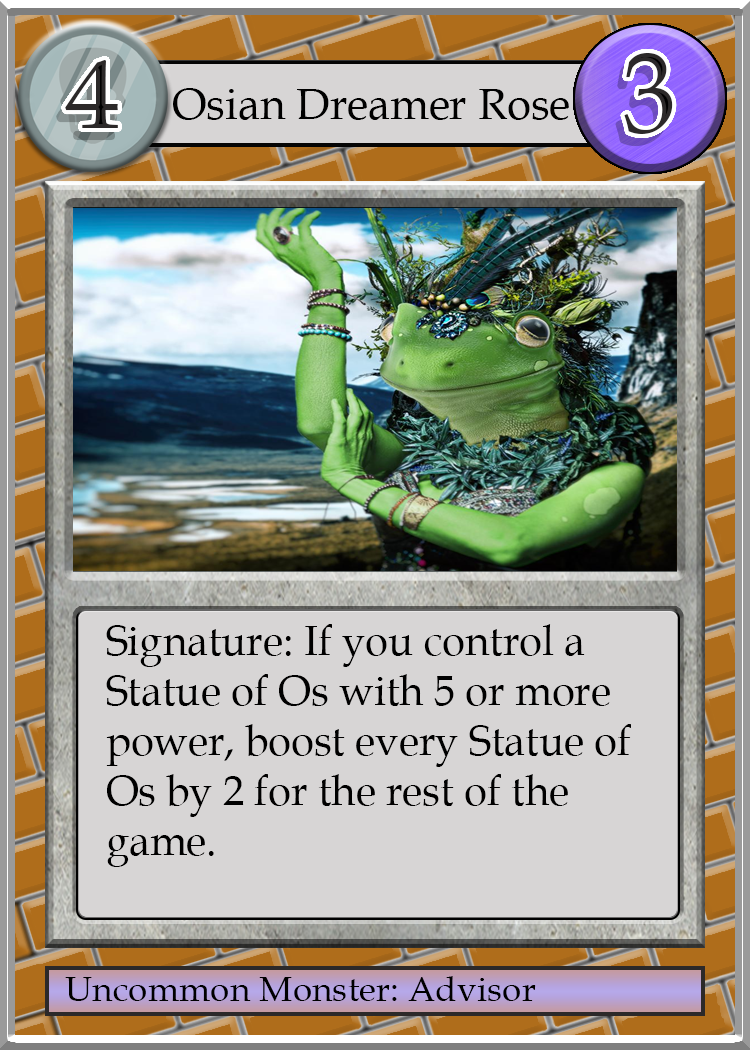 4 Osian Dreamer Rose 3
Signature: If you control a
Statue of Os with 5 or more
power, boost every Statue of
Os by 2 for the rest of the
game.
Uncommon Monster: Advisor